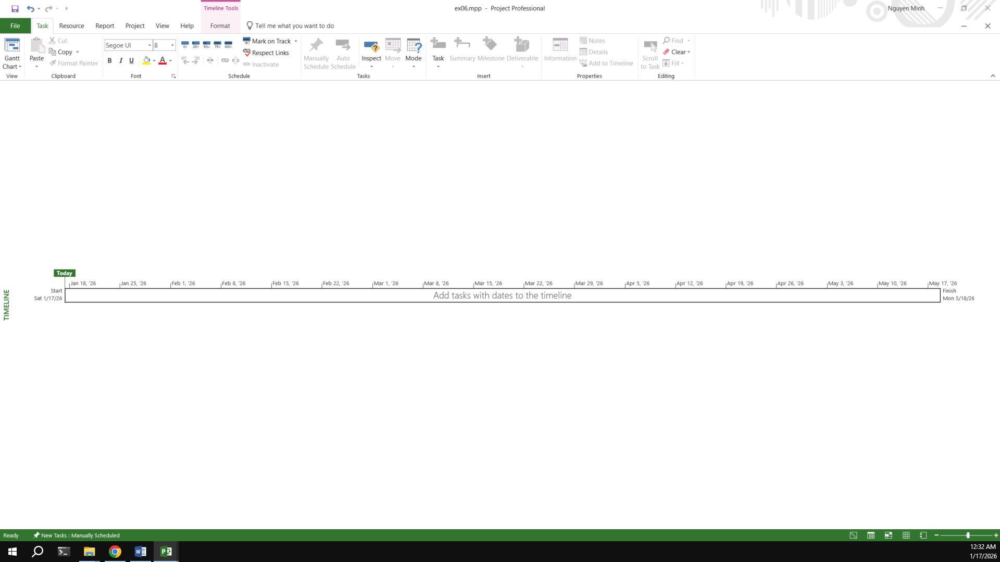 Timeline Tools
ex06.mpp - Project Professional
Nguyen Minh
File Task Resource Report Project View Help Format Tell me what you want to do
Gantt Chart
View
Paste
Cut
Copy
Format Painter
Clipboard
Segoe UI 8
B I U A
Font
0% 25% 50% 75% 100%
Mark on Track
Respect Links
Inactivate
Schedule
Manually Schedule
Auto Schedule
Inspect
Move
Mode
Tasks
Task
Summary
Milestone
Deliverable
Insert
Information
Notes
Details
Add to Timeline
Properties
Scroll to Task
Find
Clear
Fill
Editing
Today
Jan 18, '26 Jan 25, '26 Feb 1, '26 Feb 8, '26 Feb 15, '26 Feb 22, '26 Mar 1, '26 Mar 8, '26 Mar 15, '26 Mar 22, '26 Mar 29, '26 Apr 5, '26 Apr 12, '26 Apr 19, '26 Apr 26, '26 May 3, '26 May 10, '26 May 17, '26
Start
Sat 1/17/26
Add tasks with dates to the timeline
Finish
Mon 5/18/26
TIMELINE
Ready New Tasks : Manually Scheduled
12:32 AM
1/17/2026